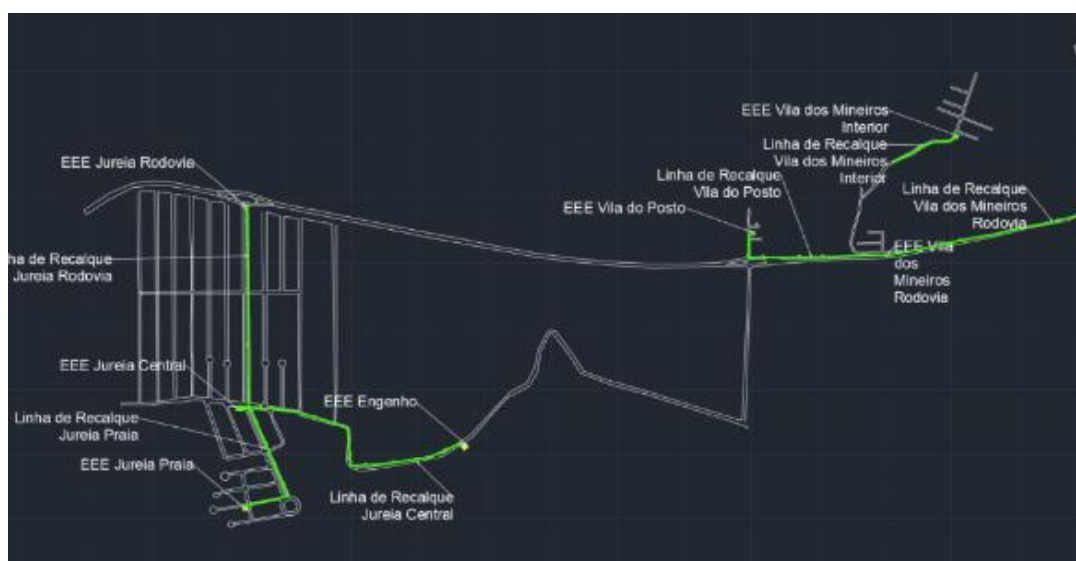 EEE Vila dos Mineiros
Interior
Linha de Recalque
Vila dos Mineiros
Interior
EEE Jureia Rodovia
Linha de Recalque
Vila do Posto
Linha de Recalque
Vila dos Mineiros
Rodovia
EEE Vila do Posto
EEE Vila
dos
Mineiros
Rodovia
ha de Recalque
Jureia Rodovia
EEE Jureia Central
EEE Engenho
Linha de Recalque
Jureia Praia
EEE Jureia Praia
Linha de Recalque
Jureia Central